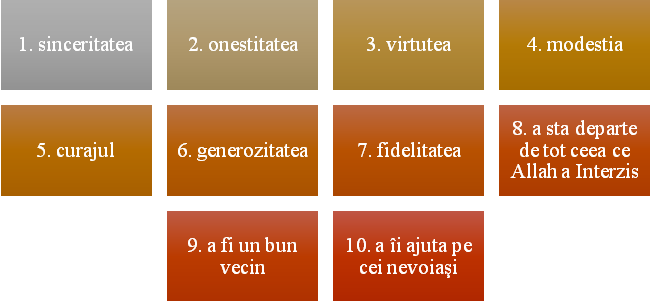 1. sinceritatea
2. onestitatea
3. virtutea
4. modestia
5. curajul
6. generozitatea
7. fidelitatea
8. a sta departe
de tot ceea ce
Allah a Interzis
9. a fi un bun
vecin
10. a îi ajuta pe
cei nevoiaşi